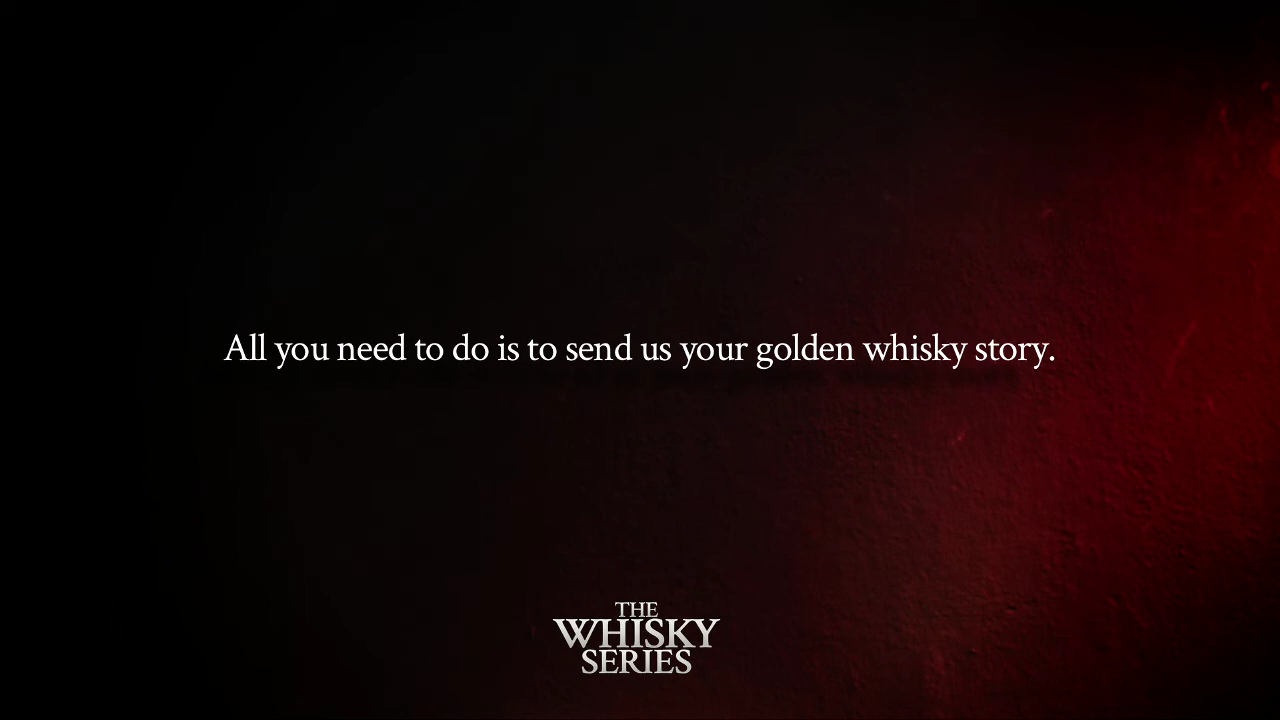 All you need to do is to send us your golden whisky story.
THE
WHISKY
SERIES